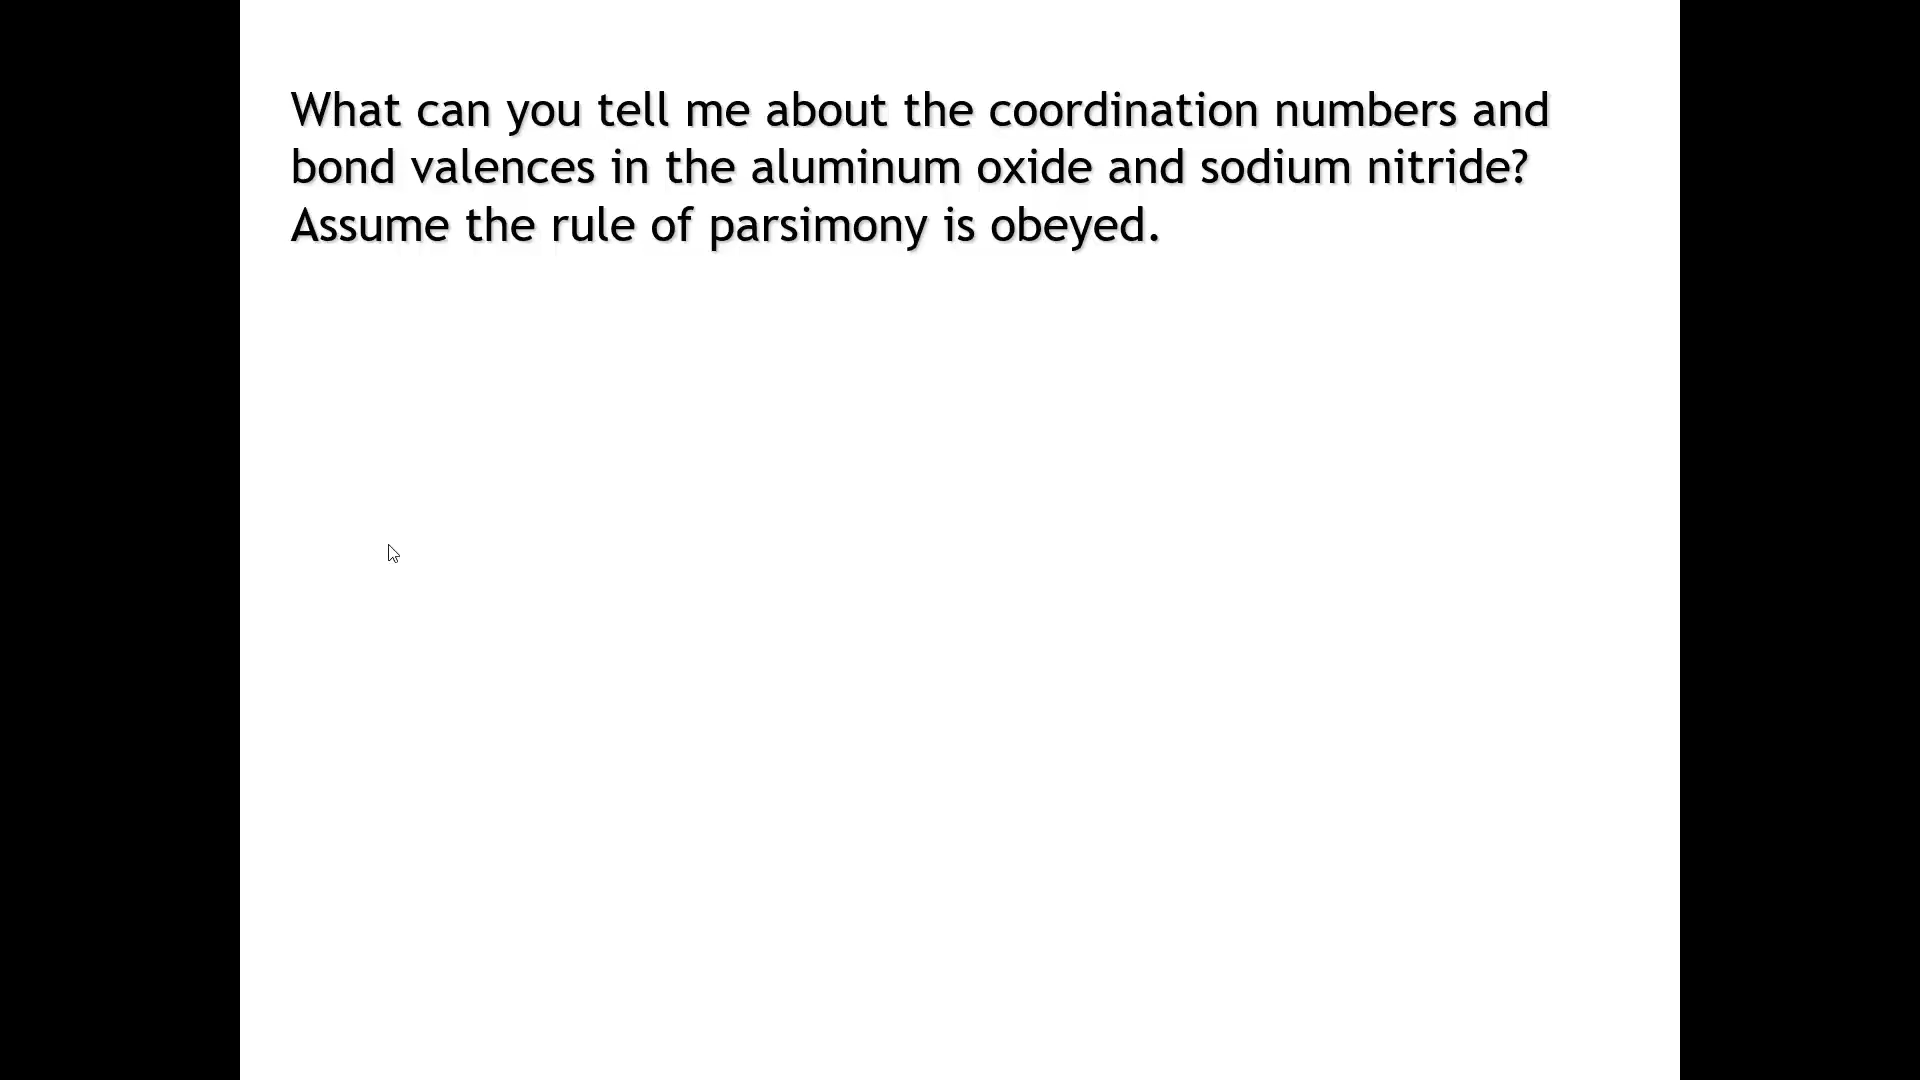 What can you tell me about the coordination numbers and
bond valences in the aluminum oxide and sodium nitride?
Assume the rule of parsimony is obeyed.